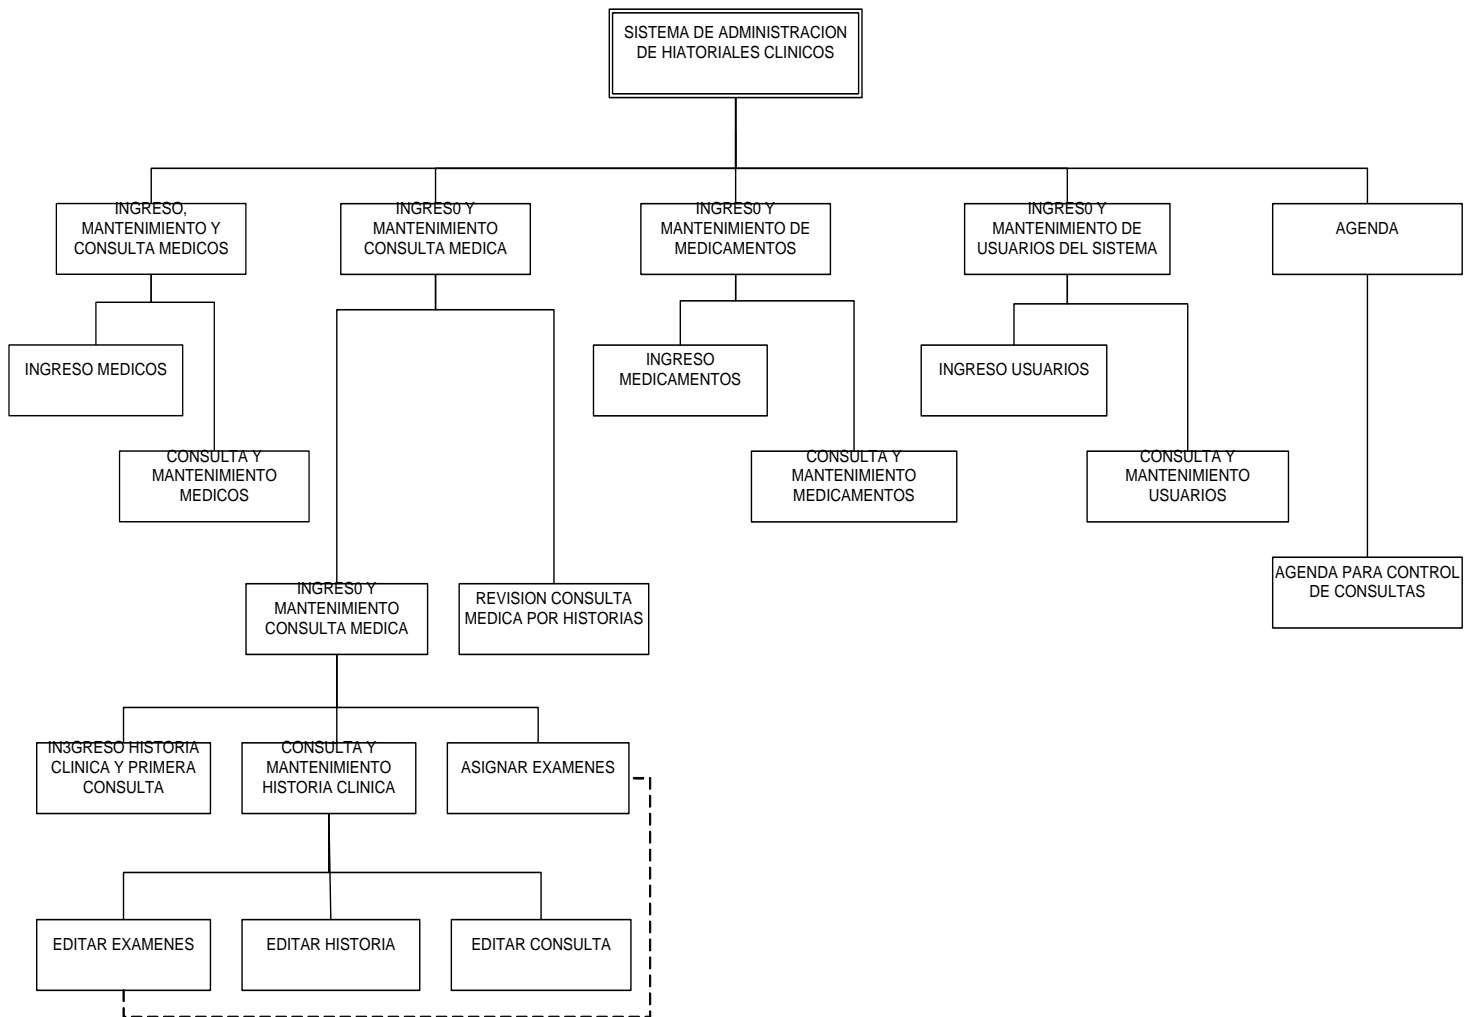 SISTEMA DE ADMINISTRACION
DE HIATORIALES CLINICOS
INGRESO,
MANTENIMIENTO Y
CONSULTA MEDICOS
INGRES0 Y
MANTENIMIENTO
CONSULTA MEDICA
INGRES0 Y
MANTENIMIENTO DE
MEDICAMENTOS
INGRES0 Y
MANTENIMIENTO DE
USUARIOS DEL SISTEMA
AGENDA
INGRESO MEDICOS
INGRESO
MEDICAMENTOS
INGRESO USUARIOS
CONSULTA Y
MANTENIMIENTO
MEDICOS
CONSULTA Y
MANTENIMIENTO
MEDICAMENTOS
CONSULTA Y
MANTENIMIENTO
USUARIOS
INGRES0 Y
MANTENIMIENTO
CONSULTA MEDICA
REVISION CONSULTA
MEDICA POR HISTORIAS
AGENDA PARA CONTROL
DE CONSULTAS
IN3GRESO HISTORIA
CLINICA Y PRIMERA
CONSULTA
CONSULTA Y
MANTENIMIENTO
HISTORIA CLINICA
ASIGNAR EXAMENES
EDITAR EXAMENES
EDITAR HISTORIA
EDITAR CONSULTA